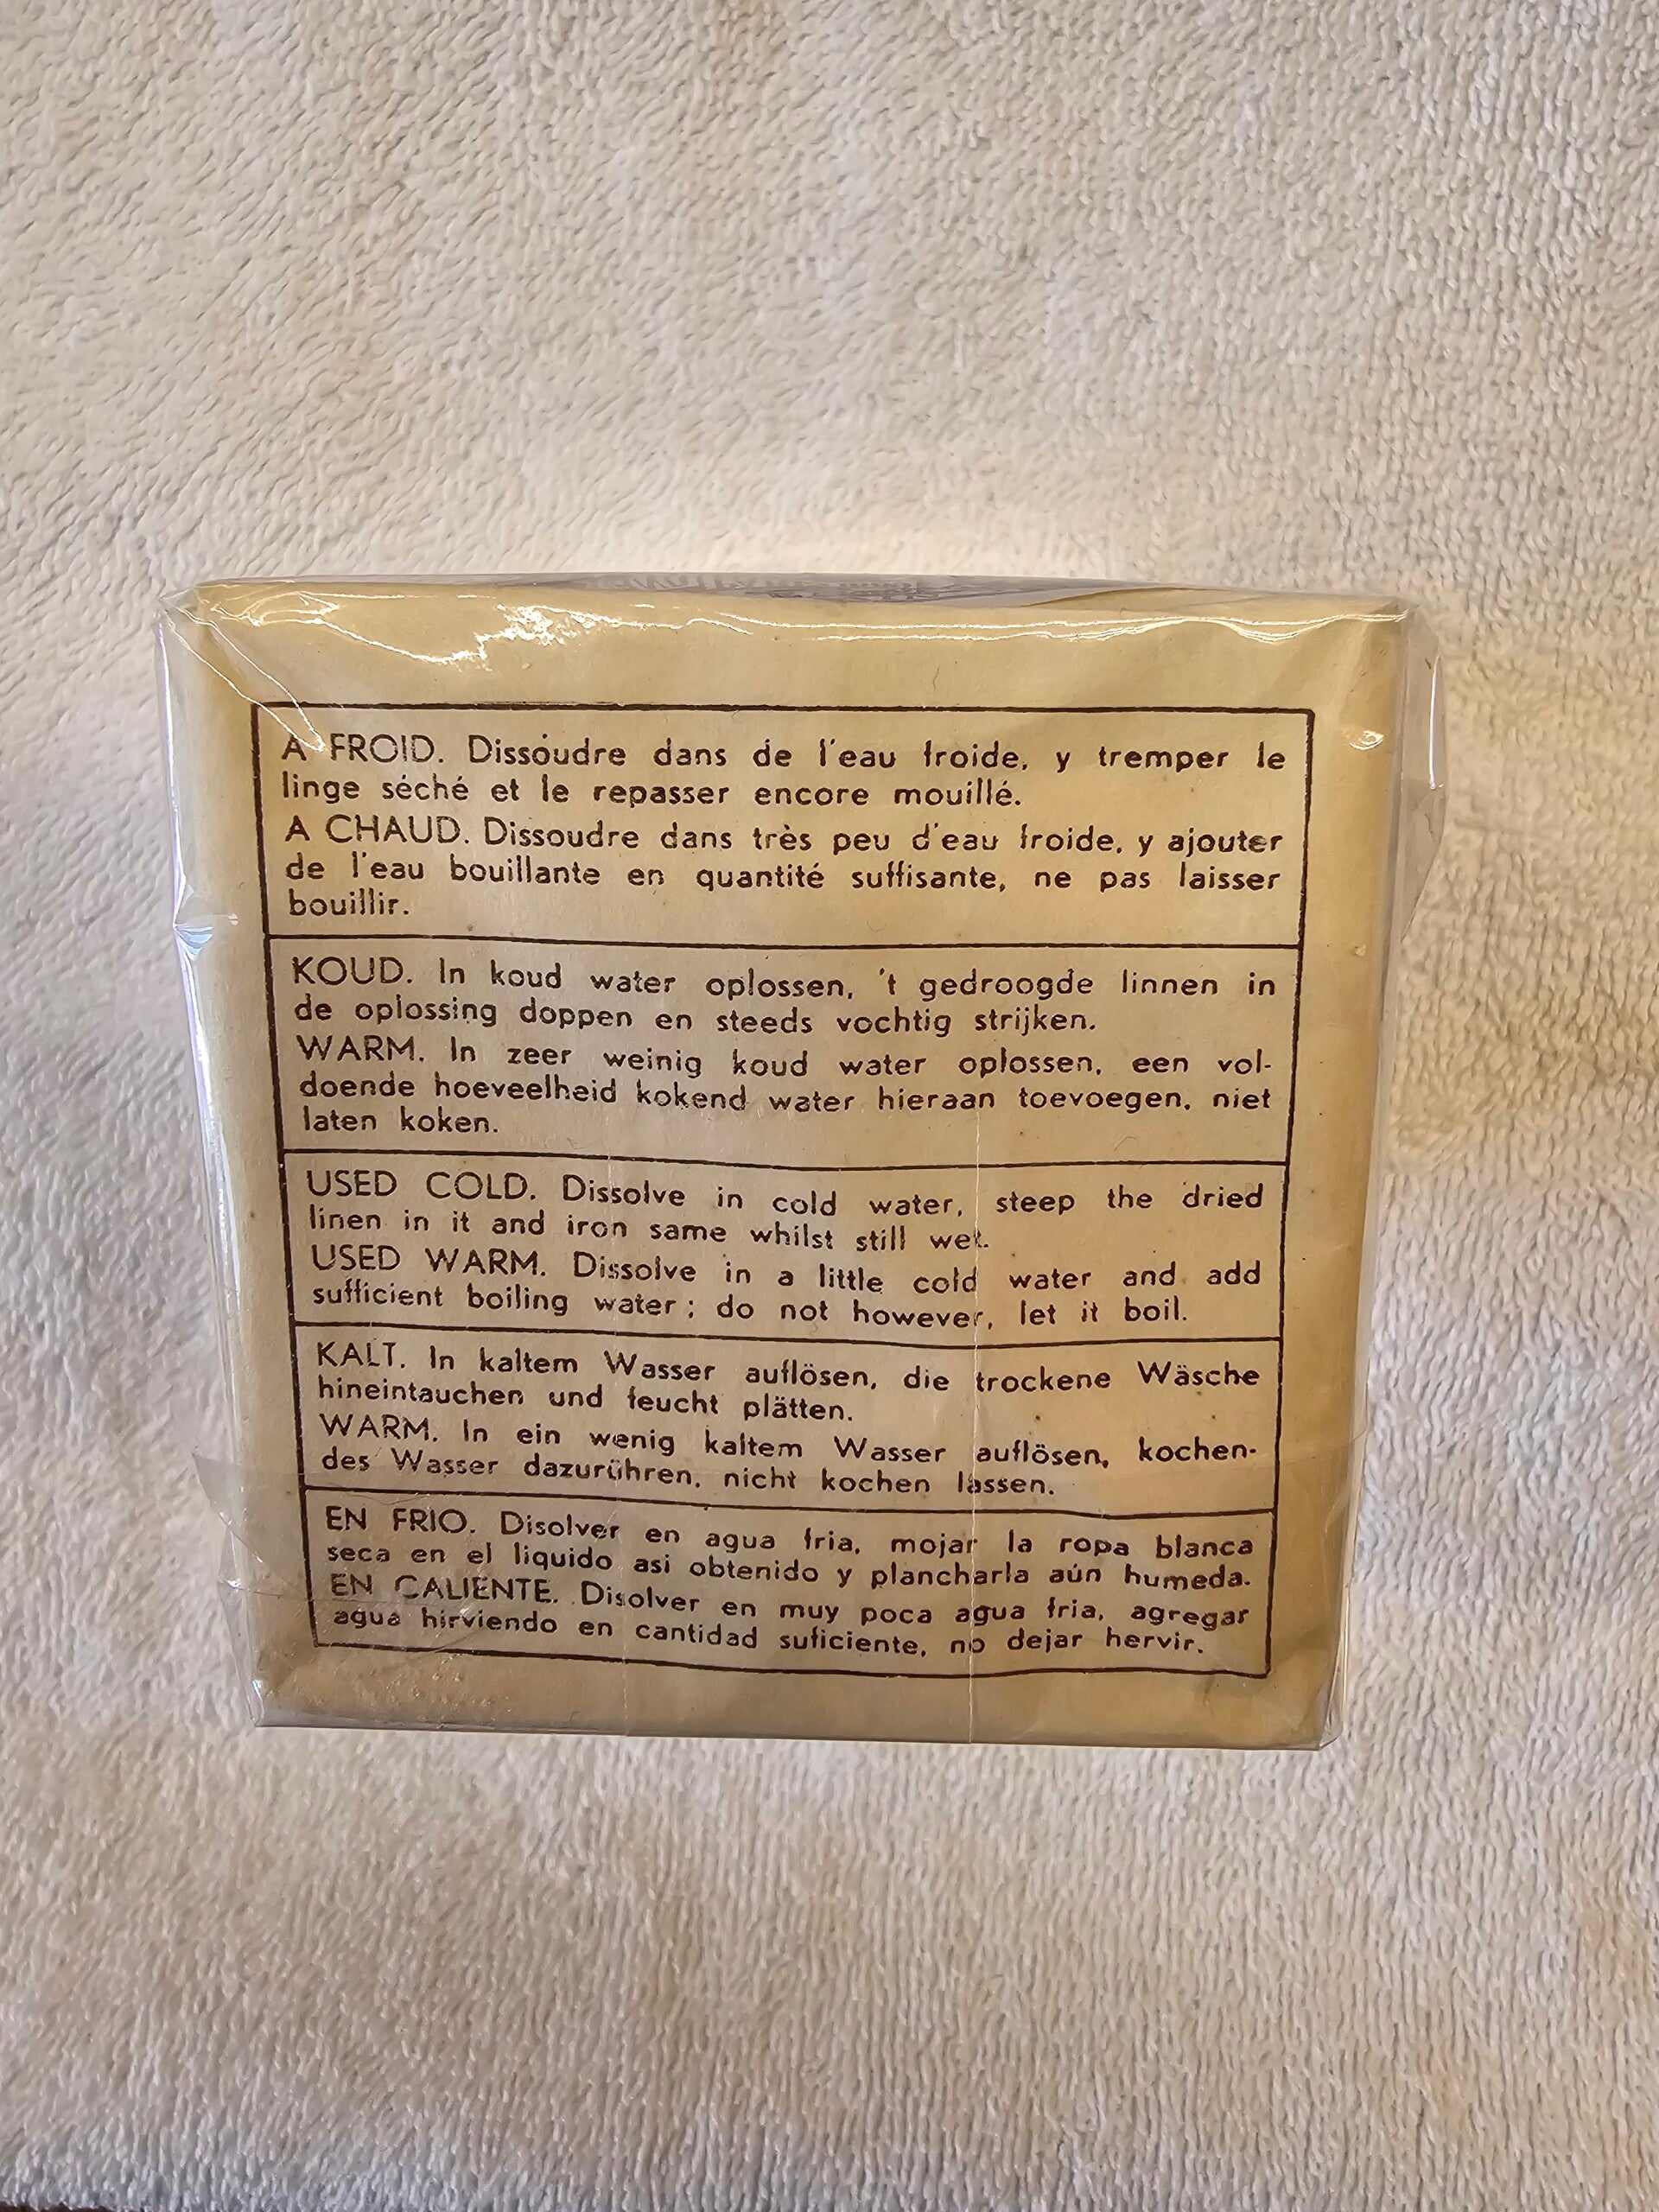 A FROID. Dissoudre dans de l'eau froide, y tremper le
linge séché et le repasser encore mouillé.
A CHAUD. Dissoudre dans très peu d'eau froide, y ajouter
de l'eau bouillante en quantité suffisante, ne pas laisser
bouillir.
KOUD. In koud water oplossen, 't gedroogde linnen in
de oplossing doppen en steeds vochtig strijken.
WARM. In zeer weinig koud water oplossen, een vol-
doende hoeveelheid kokend water hieraan toevoegen, niet
laten koken.
USED COLD. Dissolve in cold water, steep the dried
linen in it and iron same whilst still wet.
USED WARM. Dissolve in a little cold water and add
sufficient boiling water ; do not however, let it boil.
KALT. In kaltem Wasser auflösen, die trockene Wäsche
hineintauchen und feucht plätten.
WARM. In ein wenig kaltem Wasser auflösen, kochen-
des Wasser dazurühren, nicht kochen lassen.
EN FRIO. Disolver en agua fria, mojar la ropa blanca
seca en el liquido asi obtenido y plancharla aún humeda.
EN CALIENTE. Disolver en muy poca agua fria, agregar
agua hirviendo en cantidad suficiente, no dejar hervir.